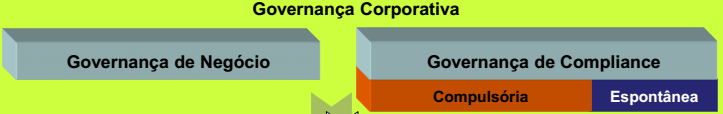 Governança Corporativa
Governança de Negócio
Governança de Compliance
Compulsória
Espontânea